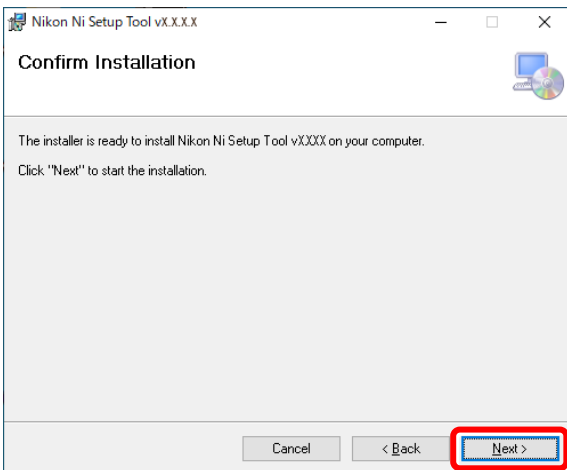 Nikon Ni Setup Tool vX.X.X.X
Confirm Installation
The installer is ready to install Nikon Ni Setup Tool vX.XXX on your computer.
Click "Next" to start the installation.
Cancel
< Back
Next >